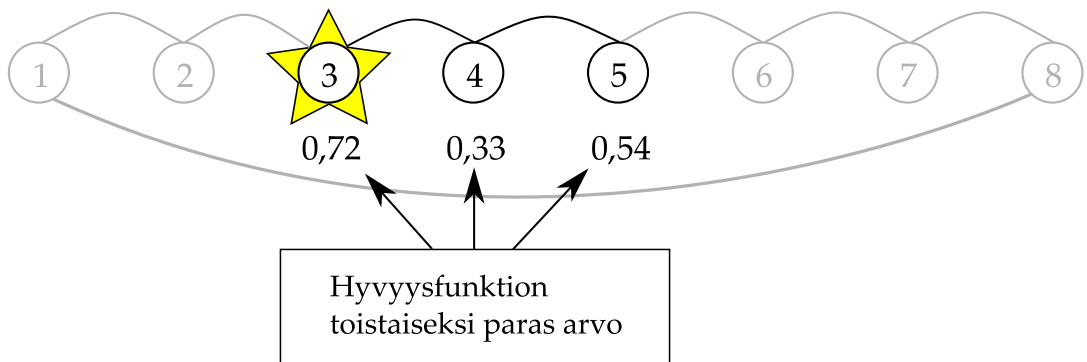 1 2 3 4 5 6 7 8
0,72 0,33 0,54
Hyvyysfunktion
toistaiseksi paras arvo